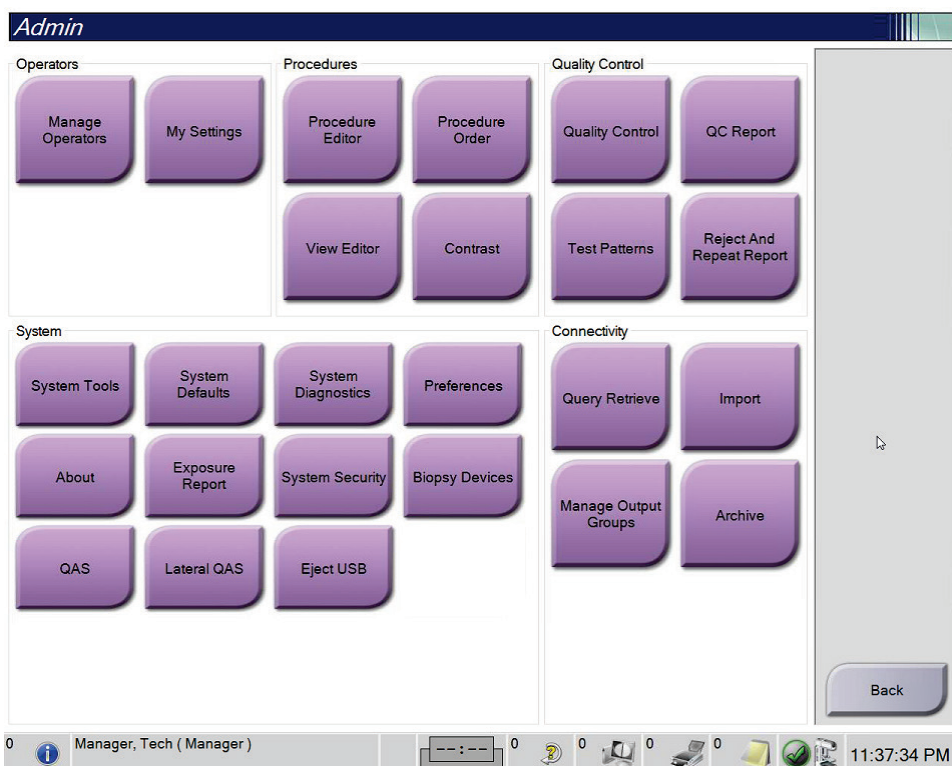 Admin
Operators
Manage
Operators
My Settings
Procedures
Procedure
Editor
Procedure
Order
View Editor
Contrast
Quality Control
Quality Control
QC Report
Test Patterns
Reject And
Repeat Report
System
System Tools
System
Defaults
System
Diagnostics
Preferences
About
Exposure
Report
System Security
Biopsy Devices
QAS
Lateral QAS
Eject USB
Connectivity
Query Retrieve
Import
Manage Output
Groups
Archive
Back
0
Manager, Tech ( Manager )
--:--
0
0
0
0
11:37:34 PM